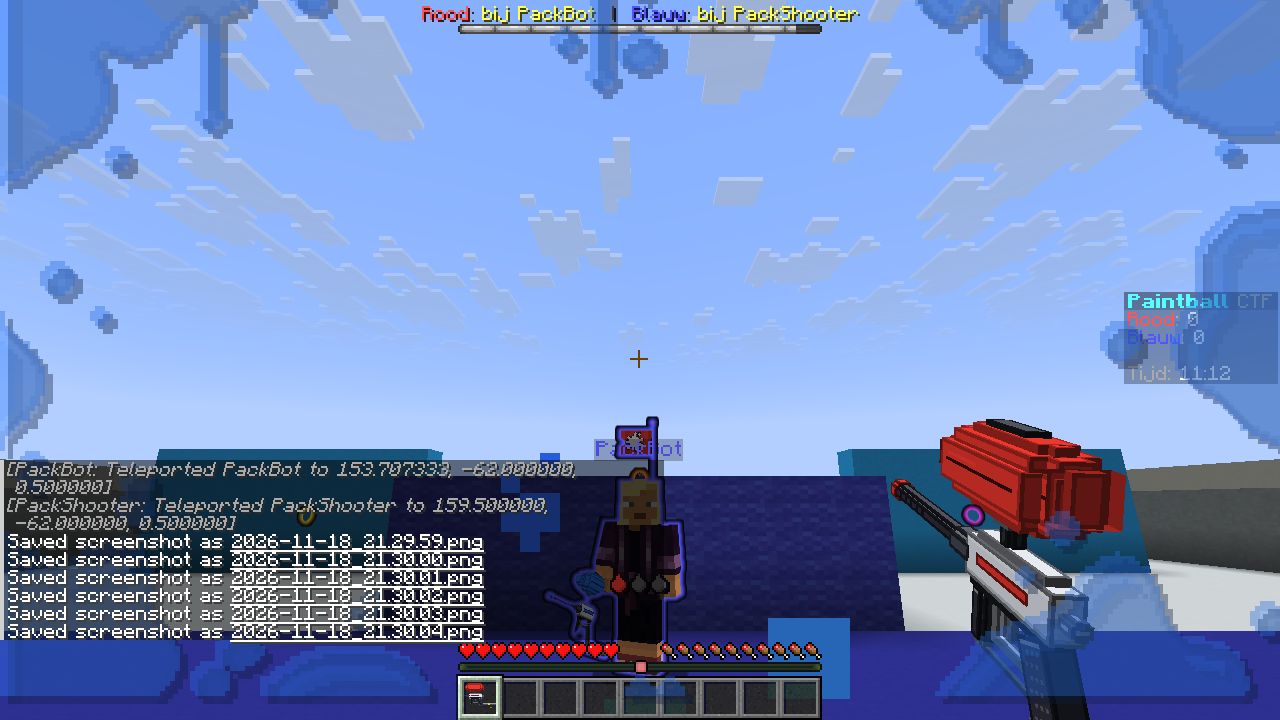 Rood: bij PackBot | Blauw: bij PackShooter
Paintball CTF
Rood: 0
Blauw: 0
Tijd: 11:12
PackBot
[PackBot: Teleported PackBot to 153.707333, -62.000000, 0.500000]
[PackShooter: Teleported PackShooter to 159.500000, -62.000000, 0.500000]
Saved screenshot as 2026-11-18_21.29.59.png
Saved screenshot as 2026-11-18_21.30.00.png
Saved screenshot as 2026-11-18_21.30.01.png
Saved screenshot as 2026-11-18_21.30.02.png
Saved screenshot as 2026-11-18_21.30.03.png
Saved screenshot as 2026-11-18_21.30.04.png